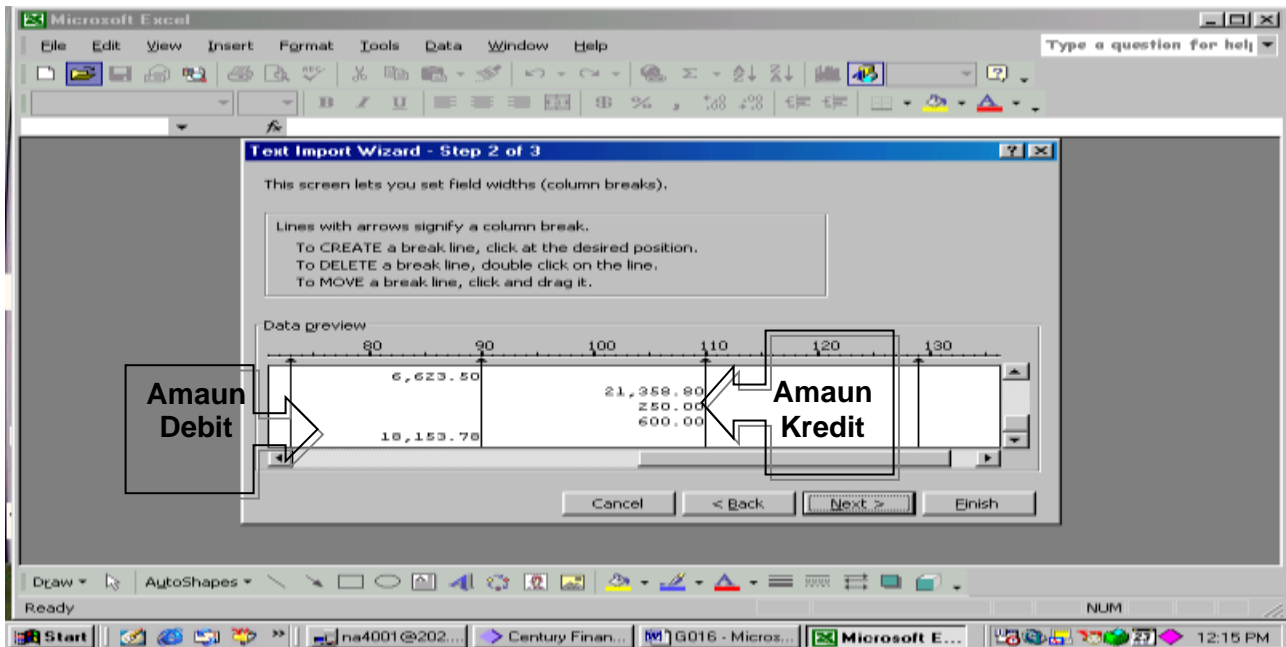 Microsoft Excel
File Edit View Insert Format Tools Data Window Help Type a question for help
Text Import Wizard - Step 2 of 3
This screen lets you set field widths (column breaks).
Lines with arrows signify a column break.
To CREATE a break line, click at the desired position.
To DELETE a break line, double click on the line.
To MOVE a break line, click and drag it.
Data preview
80 90 100 110 120 130
6,623.50
21,358.80
250.00
600.00
18,153.78
Amaun
Debit
Amaun
Kredit
Cancel < Back Next > Finish
Draw AutoShapes
Ready NUM
Start na4001@202... Century Finan... G016 - Micros... Microsoft E... 12:15 PM